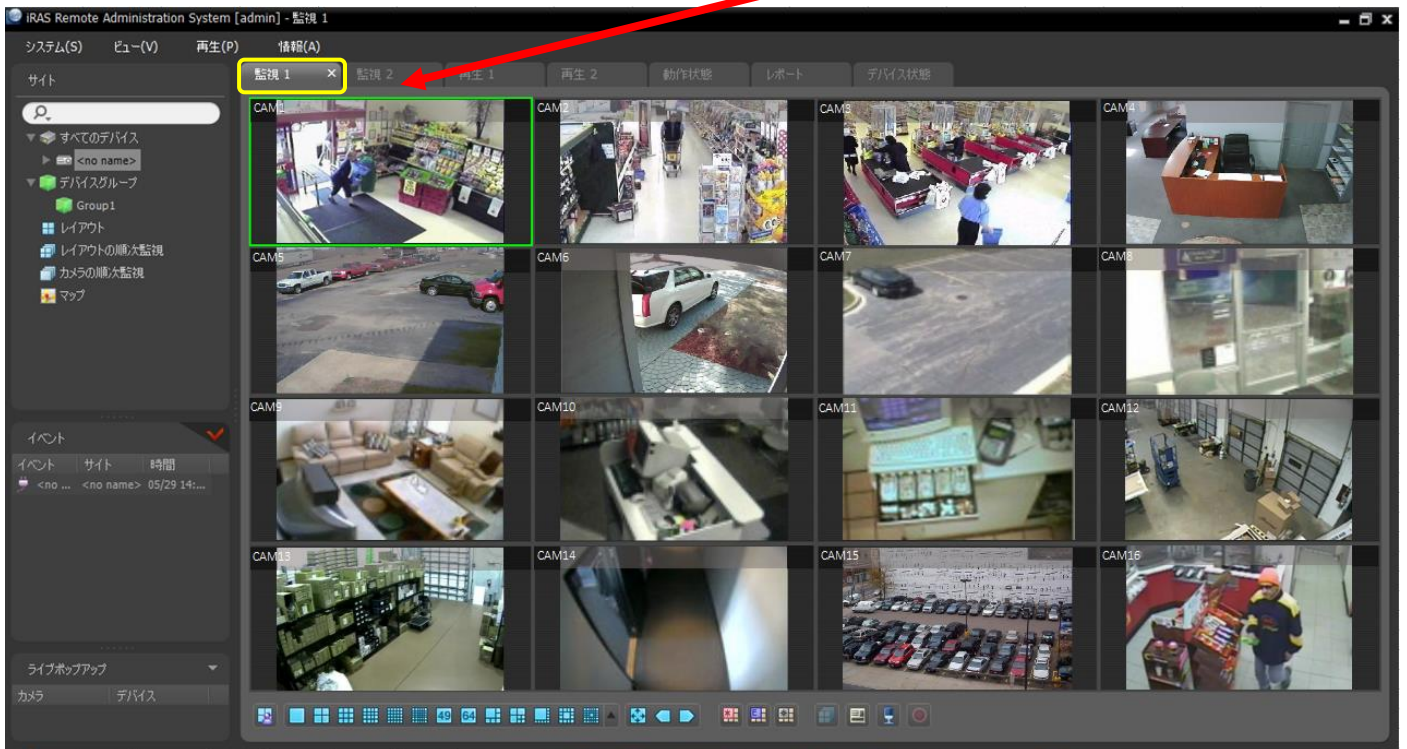 iRAS Remote Administration System [admin] - 監視 1
システム(S) ビュー(V) 再生(P) 情報(A)
サイト
監視 1 × 監視 2 再生 1 再生 2 動作状態 レポート デバイス状態
すべてのデバイス
<no name>
デバイスグループ
Group1
レイアウト
レイアウトの順次監視
カメラの順次監視
マップ
イベント
イベント サイト 時間
<no ... <no name> 05/29 14:...
ライブポップアップ
カメラ デバイス
CAM1 CAM2 CAM3 CAM4
CAM5 CAM6 CAM7 CAM8
CAM9 CAM10 CAM11 CAM12
CAM13 CAM14 CAM15 CAM16
49 64